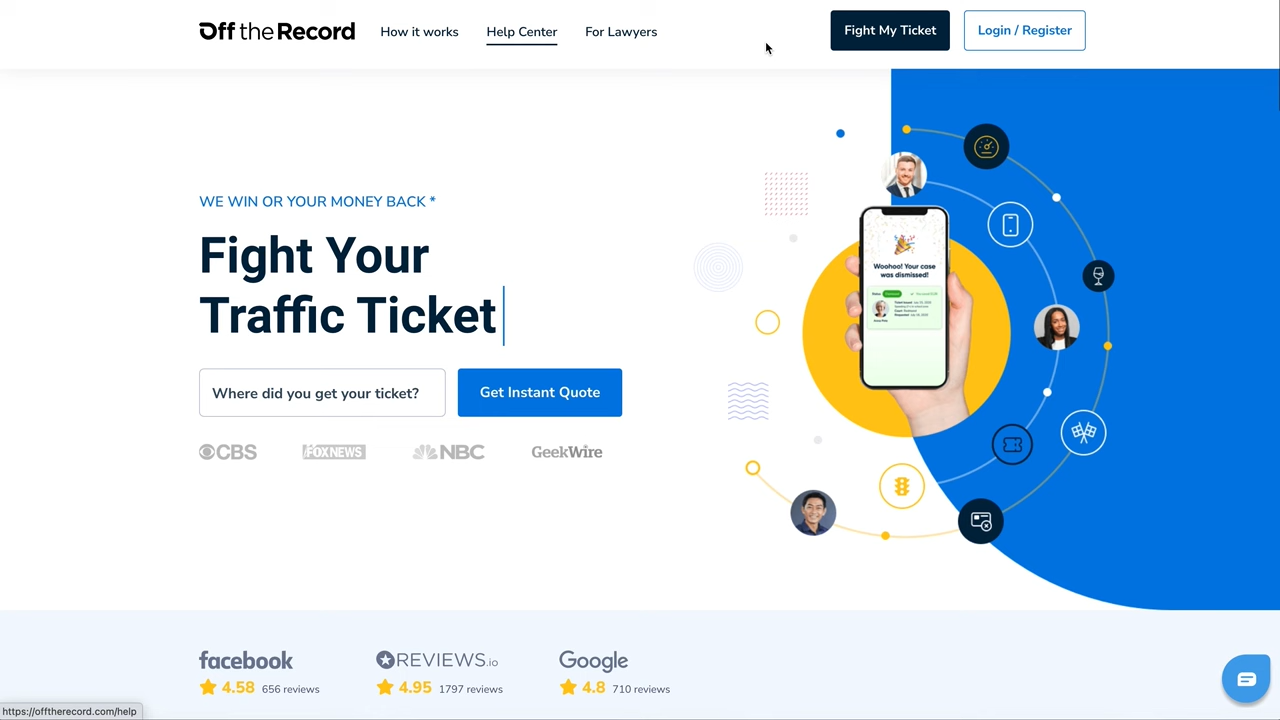 Off the Record
How it works
Help Center
For Lawyers
Fight My Ticket
Login / Register
WE WIN OR YOUR MONEY BACK *
Fight Your
Traffic Ticket
Where did you get your ticket?
Get Instant Quote
CBS
FOX NEWS
NBC
GeekWire
Woohoo! Your case
was dismissed!
facebook
REVIEWS.io
Google
4.58 656 reviews
4.95 1797 reviews
4.8 710 reviews
https://offtherecord.com/help